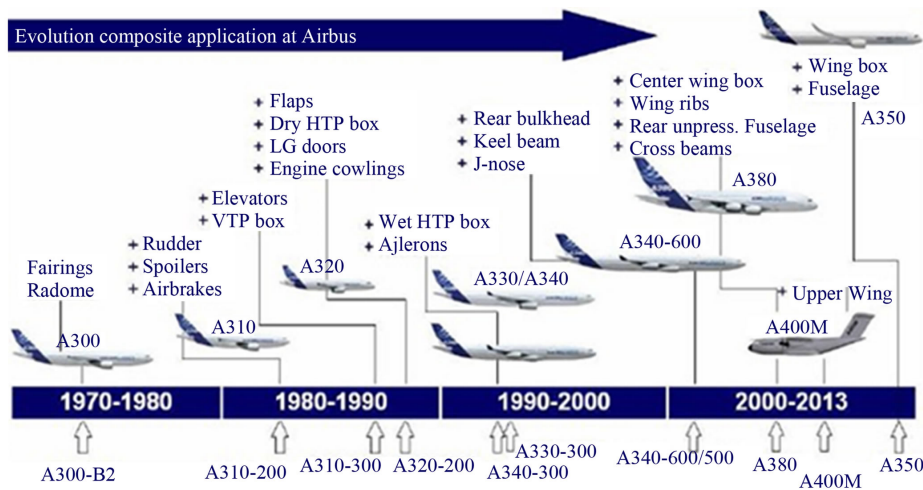 Evolution composite application at Airbus
Fairings
Radome
A300
+ Rudder
+ Spoilers
+ Airbrakes
A310
+ Elevators
+ VTP box
+ Flaps
+ Dry HTP box
+ LG doors
+ Engine cowlings
A320
+ Wet HTP box
+ Ajlerons
A330/A340
+ Rear bulkhead
+ Keel beam
+ J-nose
A340-600
+ Center wing box
+ Wing ribs
+ Rear unpress. Fuselage
+ Cross beams
A380
+ Upper Wing
A400M
+ Wing box
+ Fuselage
A350
1970-1980
1980-1990
1990-2000
2000-2013
A300-B2
A310-200
A310-300
A320-200
A330-300
A340-300
A340-600/500
A380
A400M
A350